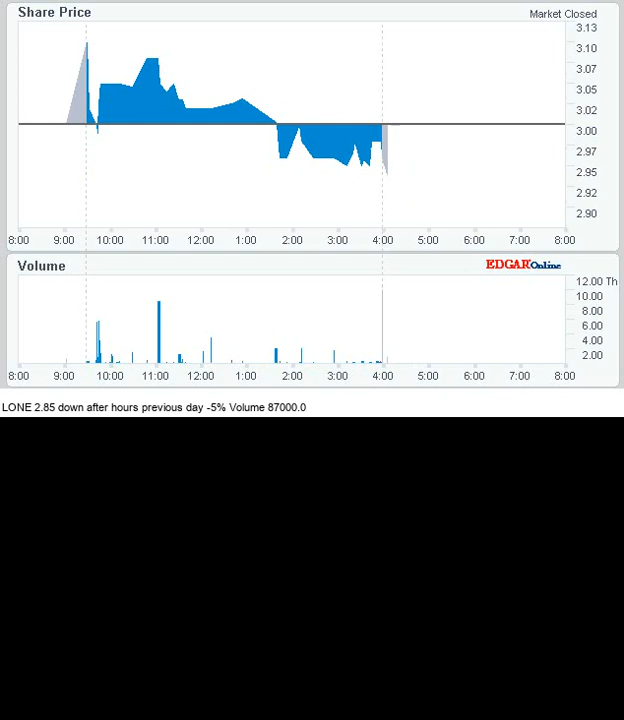 Share Price
Market Closed
3.13
3.10
3.07
3.05
3.02
3.00
2.97
2.95
2.92
2.90
8:00 9:00 10:00 11:00 12:00 1:00 2:00 3:00 4:00 5:00 6:00 7:00 8:00
Volume
EDGAR Online
12.00 Th
10.00
8.00
6.00
4.00
2.00
8:00 9:00 10:00 11:00 12:00 1:00 2:00 3:00 4:00 5:00 6:00 7:00 8:00
LONE 2.85 down after hours previous day -5% Volume 87000.0